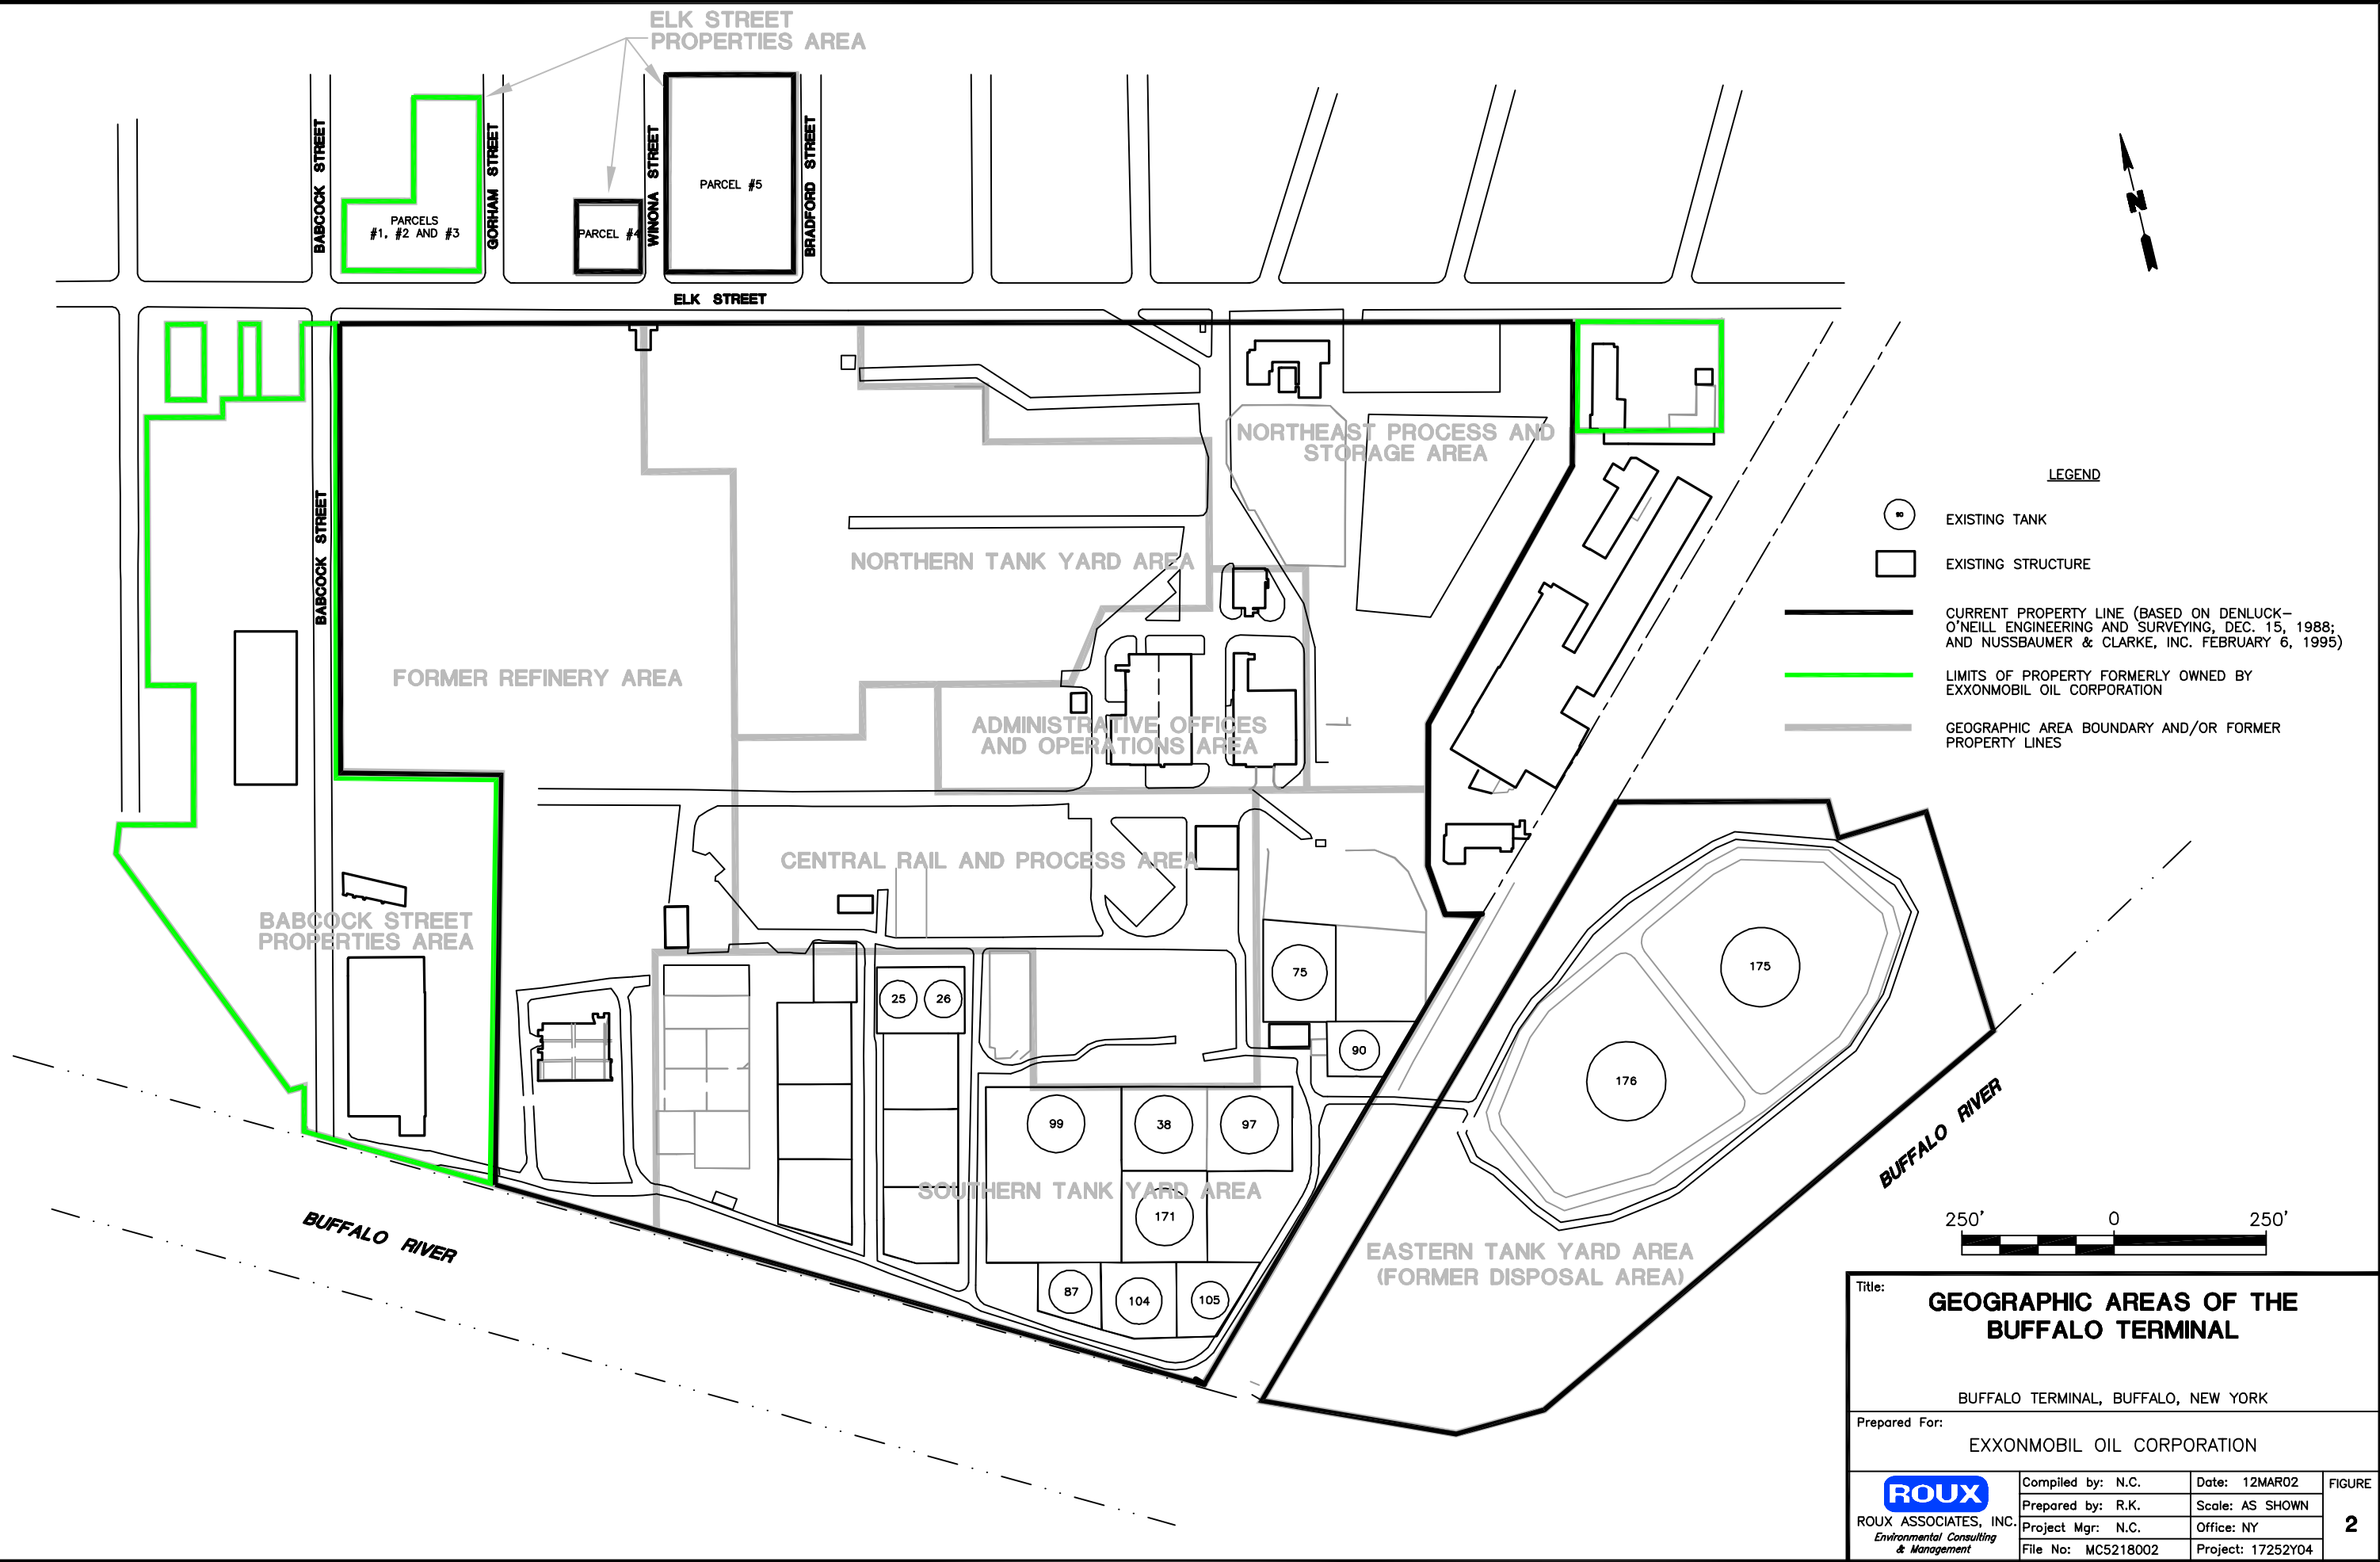 ELK STREET
PROPERTIES AREA
BABCOCK STREET
PARCELS
#1, #2 AND #3
GORHAM STREET
PARCEL #4
WINONA STREET
PARCEL #5
BRADFORD STREET
N
ELK STREET
BABCOCK STREET
NORTHEAST PROCESS AND
STORAGE AREA
NORTHERN TANK YARD AREA
FORMER REFINERY AREA
ADMINISTRATIVE OFFICES
AND OPERATIONS AREA
CENTRAL RAIL AND PROCESS AREA
BABCOCK STREET
PROPERTIES AREA
75
25
26
90
175
176
99
38
97
SOUTHERN TANK YARD AREA
171
87
104
105
EASTERN TANK YARD AREA
(FORMER DISPOSAL AREA)
BUFFALO RIVER
BUFFALO RIVER
LEGEND
90
EXISTING TANK
EXISTING STRUCTURE
CURRENT PROPERTY LINE (BASED ON DENLUCK-
O'NEILL ENGINEERING AND SURVEYING, DEC. 15, 1988;
AND NUSSBAUMER & CLARKE, INC. FEBRUARY 6, 1995)
LIMITS OF PROPERTY FORMERLY OWNED BY
EXXONMOBIL OIL CORPORATION
GEOGRAPHIC AREA BOUNDARY AND/OR FORMER
PROPERTY LINES
250' 0 250'
Title:
GEOGRAPHIC AREAS OF THE
BUFFALO TERMINAL
BUFFALO TERMINAL, BUFFALO, NEW YORK
Prepared For:
EXXONMOBIL OIL CORPORATION
ROUX
ROUX ASSOCIATES, INC.
Environmental Consulting
& Management
Compiled by: N.C.
Date: 12MAR02
Prepared by: R.K.
Scale: AS SHOWN
Project Mgr: N.C.
Office: NY
File No: MC5218002
Project: 17252Y04
FIGURE
2